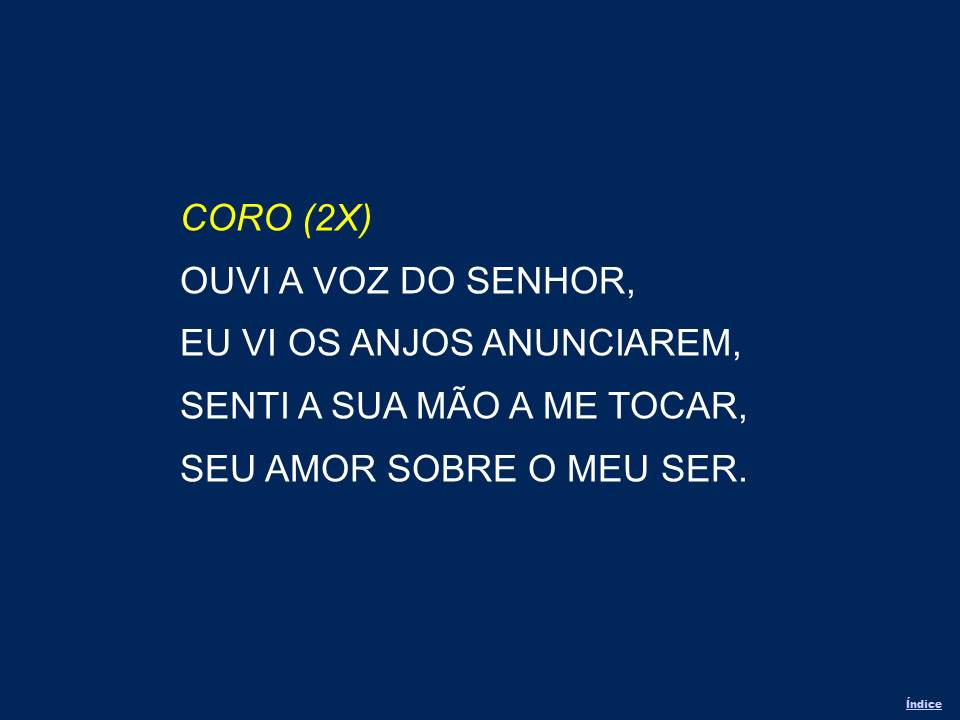 CORO (2X)
OUVI A VOZ DO SENHOR,
EU VI OS ANJOS ANUNCIAREM,
SENTI A SUA MÃO A ME TOCAR,
SEU AMOR SOBRE O MEU SER.
Índice